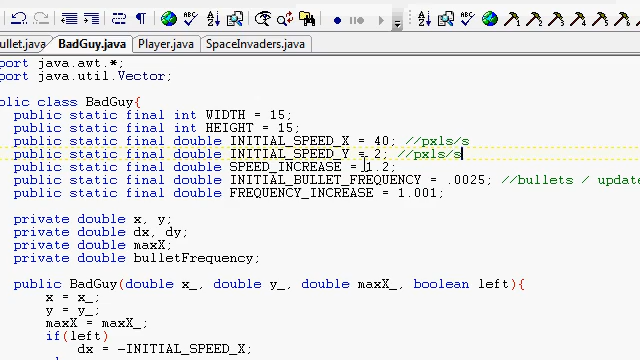 ullet.java BadGuy.java Player.java SpaceInvaders.java
port java.awt.*;
port java.util.Vector;
blic class BadGuy{
public static final int WIDTH = 15;
public static final int HEIGHT = 15;
public static final double INITIAL_SPEED_X = 40; //pxls/s
public static final double INITIAL_SPEED_Y = 2; //pxls/s
public static final double SPEED_INCREASE = 1.2;
public static final double INITIAL_BULLET_FREQUENCY = .0025; //bullets / update
public static final double FREQUENCY_INCREASE = 1.001;
private double x, y;
private double dx, dy;
private double maxX;
private double bulletFrequency;
public BadGuy(double x_, double y_, double maxX_, boolean left){
x = x_;
y = y_;
maxX = maxX_;
if(left)
dx = -INITIAL_SPEED_X;